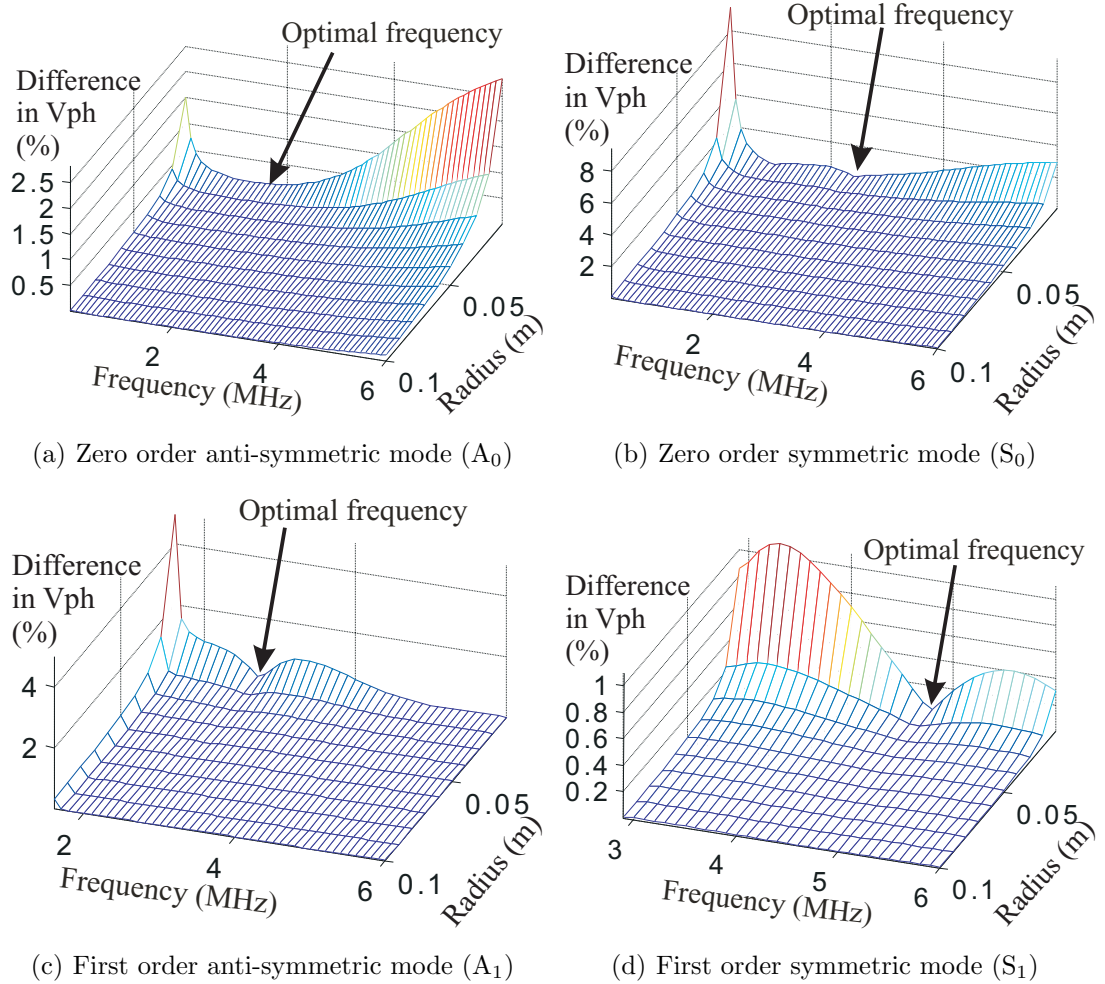 Optimal frequency
Difference
in Vph
(%)
2.5
2
1.5
1
0.5
2
4
6
Frequency (MHz)
0.05
0.1
Radius (m)
(a) Zero order anti-symmetric mode (A₀)
Optimal frequency
Difference
in Vph
(%)
8
6
4
2
2
4
6
Frequency (MHz)
0.05
0.1
Radius (m)
(b) Zero order symmetric mode (S₀)
Optimal frequency
Difference
in Vph
(%)
4
2
2
4
6
Frequency (MHz)
0.05
0.1
Radius (m)
(c) First order anti-symmetric mode (A₁)
Optimal frequency
Difference
in Vph
(%)
1
0.8
0.6
0.4
0.2
3
4
5
6
Frequency (MHz)
0.05
0.1
Radius (m)
(d) First order symmetric mode (S₁)